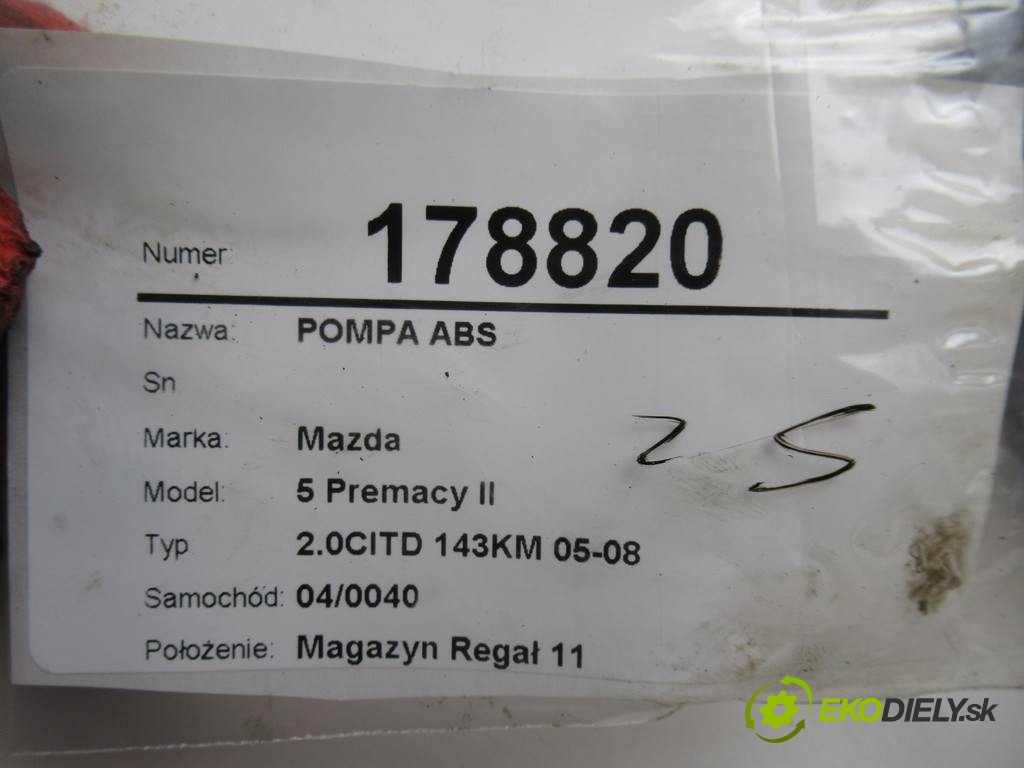 Numer: 178820
Nazwa: POMPA ABS
Sn
Marka: Mazda
25
Model: 5 Premacy II
Typ 2.0CITD 143KM 05-08
Samochód: 04/0040
Położenie: Magazyn Regał 11
EKODIELY.sk